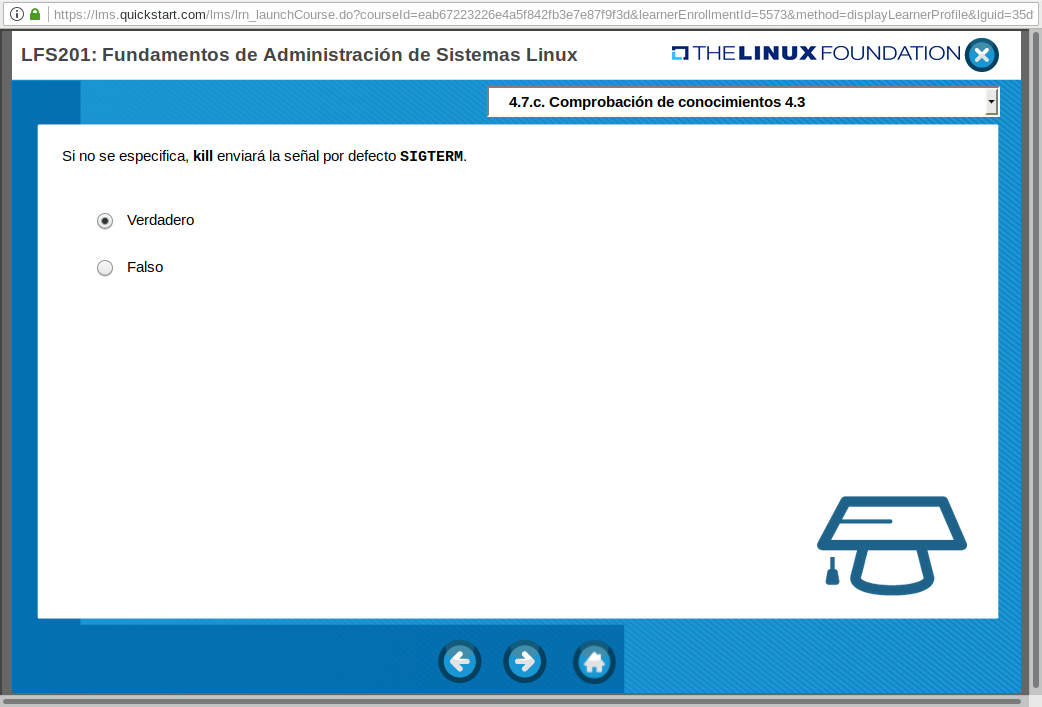 https://lms.quickstart.com/lms/lrn_launchCourse.do?courseId=eab67223226e4a5f842fb3e7e87f9f3d&learnerEnrollmentId=5573&method=displayLearnerProfile&lguid=35d
LFS201: Fundamentos de Administración de Sistemas Linux
THE LINUX FOUNDATION
4.7.c. Comprobación de conocimientos 4.3
Si no se especifica, kill enviará la señal por defecto SIGTERM.
Verdadero
Falso